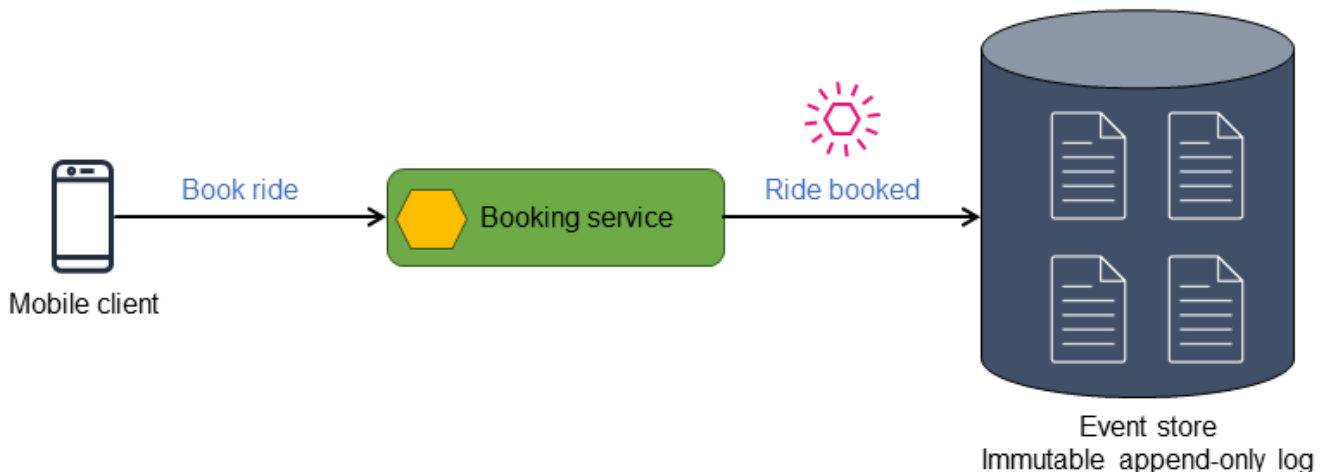 Book ride
Booking service
Ride booked
Mobile client
Event store
Immutable append-only log